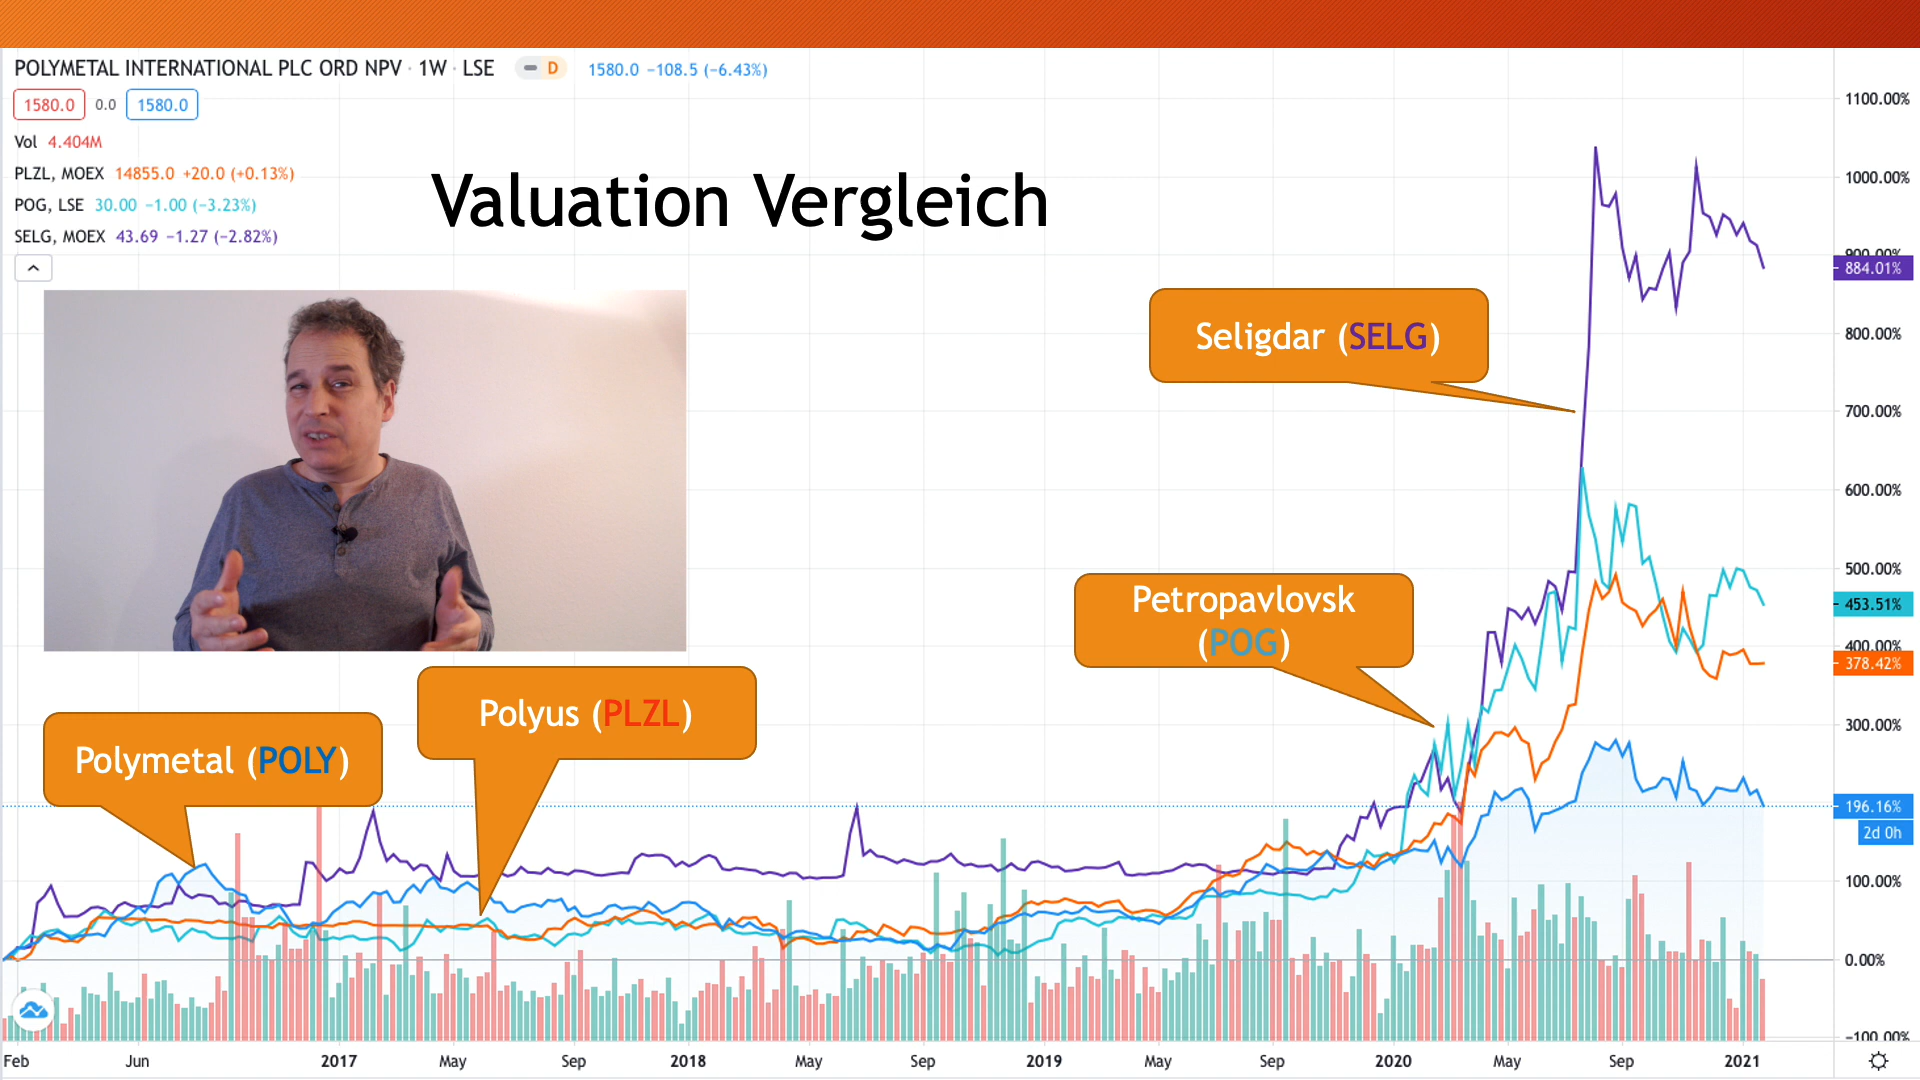 POLYMETAL INTERNATIONAL PLC ORD NPV · 1W · LSE D 1580.0 −108.5 (−6.43%)
1580.0 0.0 1580.0
Vol 4.404M
PLZL, MOEX 14855.0 +20.0 (+0.13%)
POG, LSE 30.00 −1.00 (−3.23%)
SELG, MOEX 43.69 −1.27 (−2.82%)
Valuation Vergleich
Seligdar (SELG)
Petropavlovsk
(POG)
Polyus (PLZL)
Polymetal (POLY)
1100.00%
1000.00%
900.00%
884.01%
800.00%
700.00%
600.00%
500.00%
453.51%
400.00%
378.42%
300.00%
196.16%
2d 0h
100.00%
0.00%
−100.00%
Feb Jun 2017 May Sep 2018 May Sep 2019 May Sep 2020 May Sep 2021